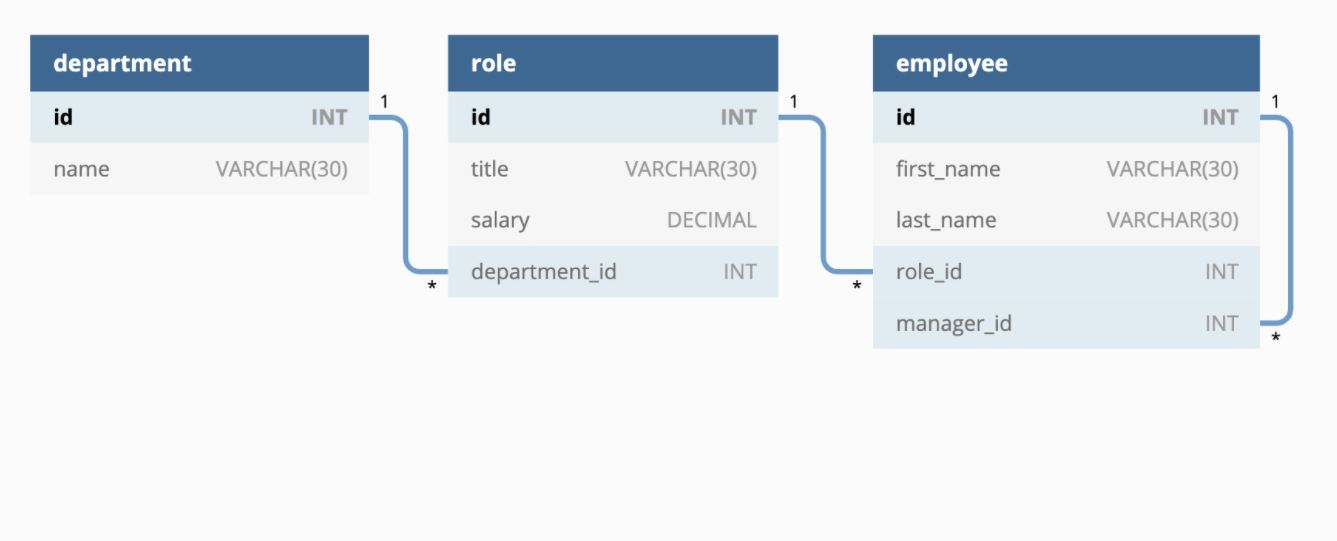 department
id INT
name VARCHAR(30)
1
*
role
id INT
title VARCHAR(30)
salary DECIMAL
department_id INT
1
*
employee
id INT
first_name VARCHAR(30)
last_name VARCHAR(30)
role_id INT
manager_id INT
1
*